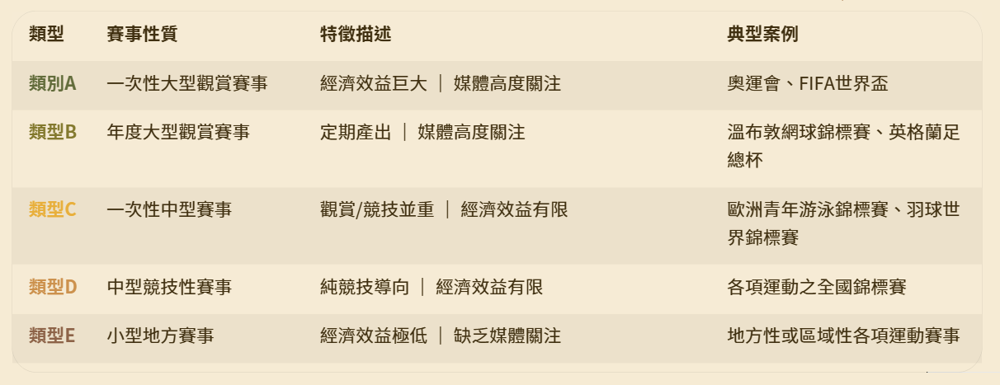 類型 賽事性質 特徵描述 典型案例
類別A 一次性大型觀賞賽事 經濟效益巨大 ｜ 媒體高度關注 奧運會、FIFA世界盃
類型B 年度大型觀賞賽事 定期產出 ｜ 媒體高度關注 溫布敦網球錦標賽、英格蘭足
總杯
類型C 一次性中型賽事 觀賞/競技並重 ｜ 經濟效益有限 歐洲青年游泳錦標賽、羽球世
界錦標賽
類型D 中型競技性賽事 純競技導向 ｜ 經濟效益有限 各項運動之全國錦標賽
類型E 小型地方賽事 經濟效益極低 ｜ 缺乏媒體關注 地方性或區域性各項運動賽事